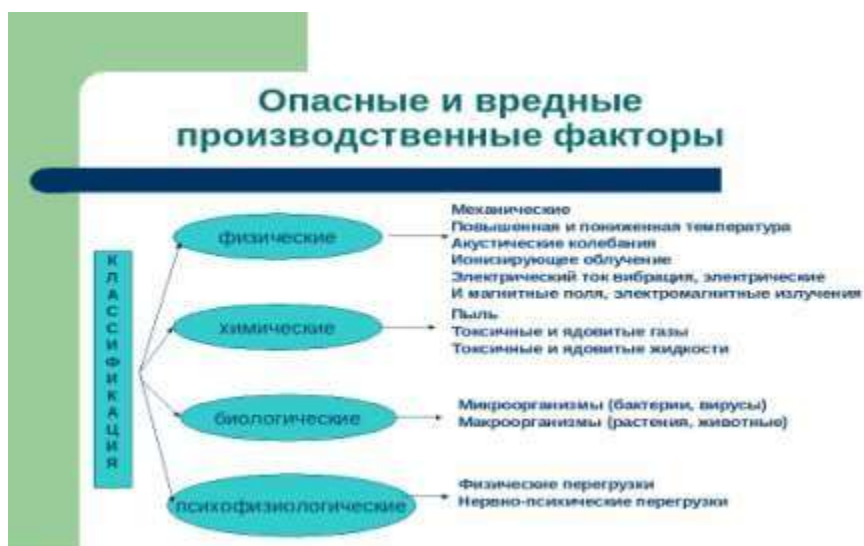 Опасные и вредные
производственные факторы
КЛАССИФИКАЦИЯ
физические
Механические
Повышенная и пониженная температура
Акустические колебания
Ионизирующее облучение
Электрический ток вибрация, электрические
И магнитные поля, электромагнитные излучения
химические
Пыль
Токсичные и ядовитые газы
Токсичные и ядовитые жидкости
биологические
Микроорганизмы (бактерии, вирусы)
Макроорганизмы (растения, животные)
психофизиологические
Физические перегрузки
Нервно-психические перегрузки